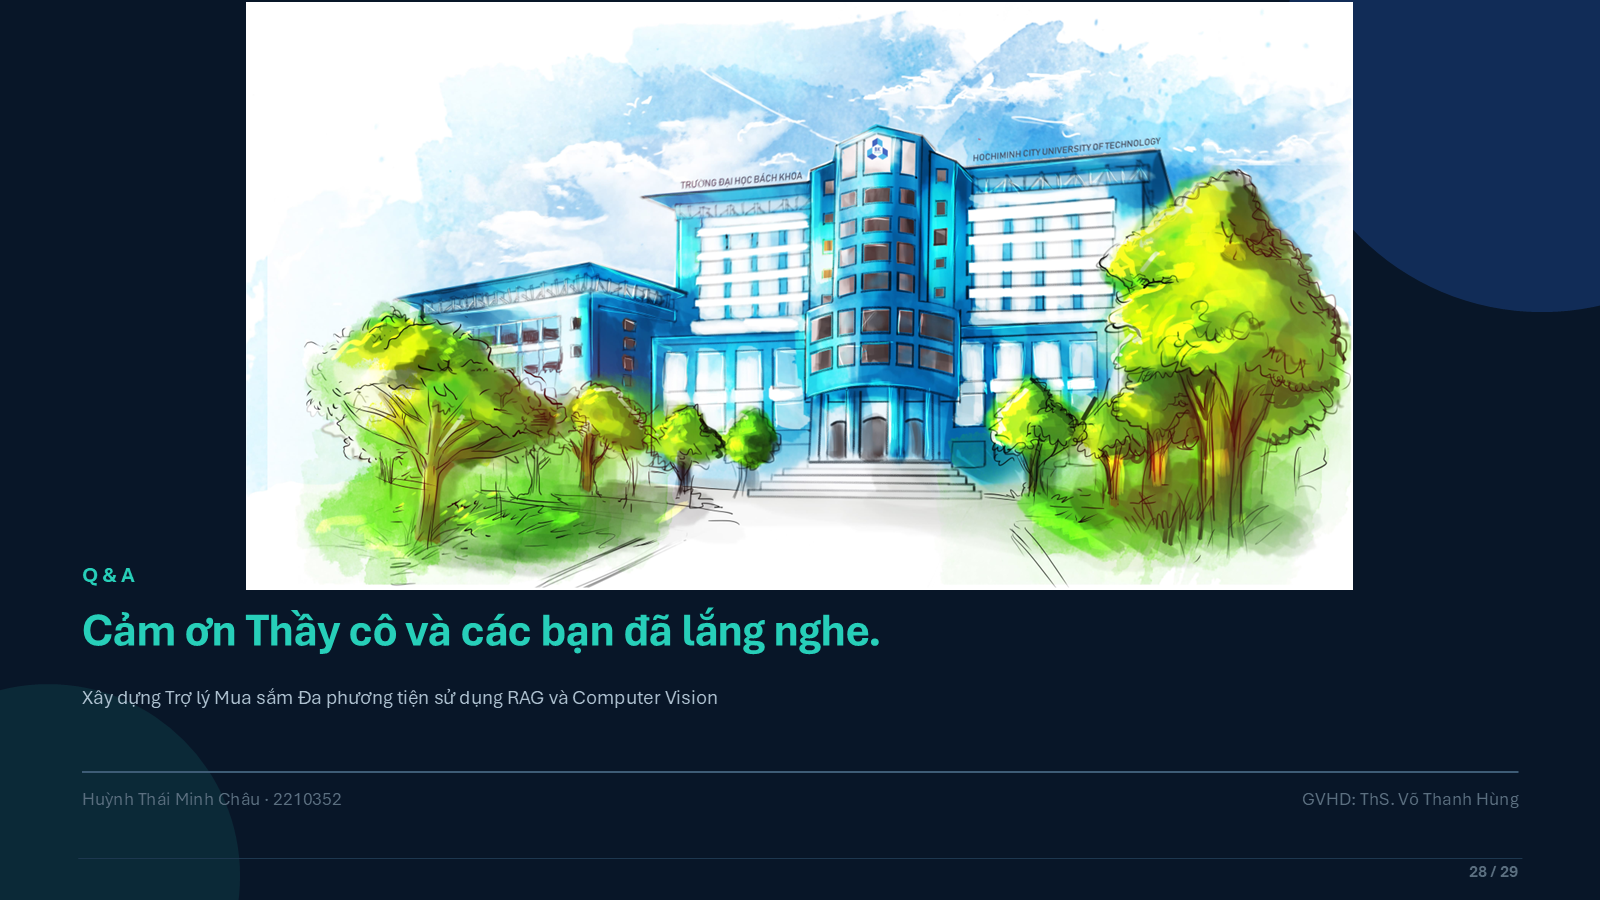 TRƯỜNG ĐẠI HỌC BÁCH KHOA
HOCHIMINH CITY UNIVERSITY OF TECHNOLOGY
BK
Q & A
Cảm ơn Thầy cô và các bạn đã lắng nghe.
Xây dựng Trợ lý Mua sắm Đa phương tiện sử dụng RAG và Computer Vision
Huỳnh Thái Minh Châu · 2210352
GVHD: ThS. Võ Thanh Hùng
28 / 29